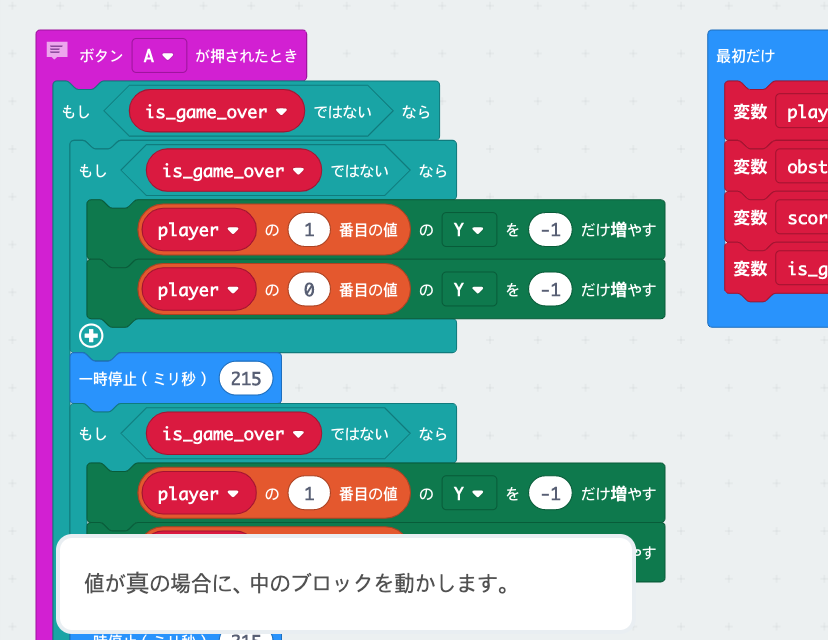 ボタン A が押されたとき
もし is_game_over ではない なら
もし is_game_over ではない なら
player の 1 番目の値 の Y を -1 だけ増やす
player の 0 番目の値 の Y を -1 だけ増やす
一時停止(ミリ秒) 215
もし is_game_over ではない なら
player の 1 番目の値 の Y を -1 だけ増やす
やす
値が真の場合に、中のブロックを動かします。
一時停止(ミリ秒) 215
最初だけ
変数 play
変数 obst
変数 scor
変数 is_g